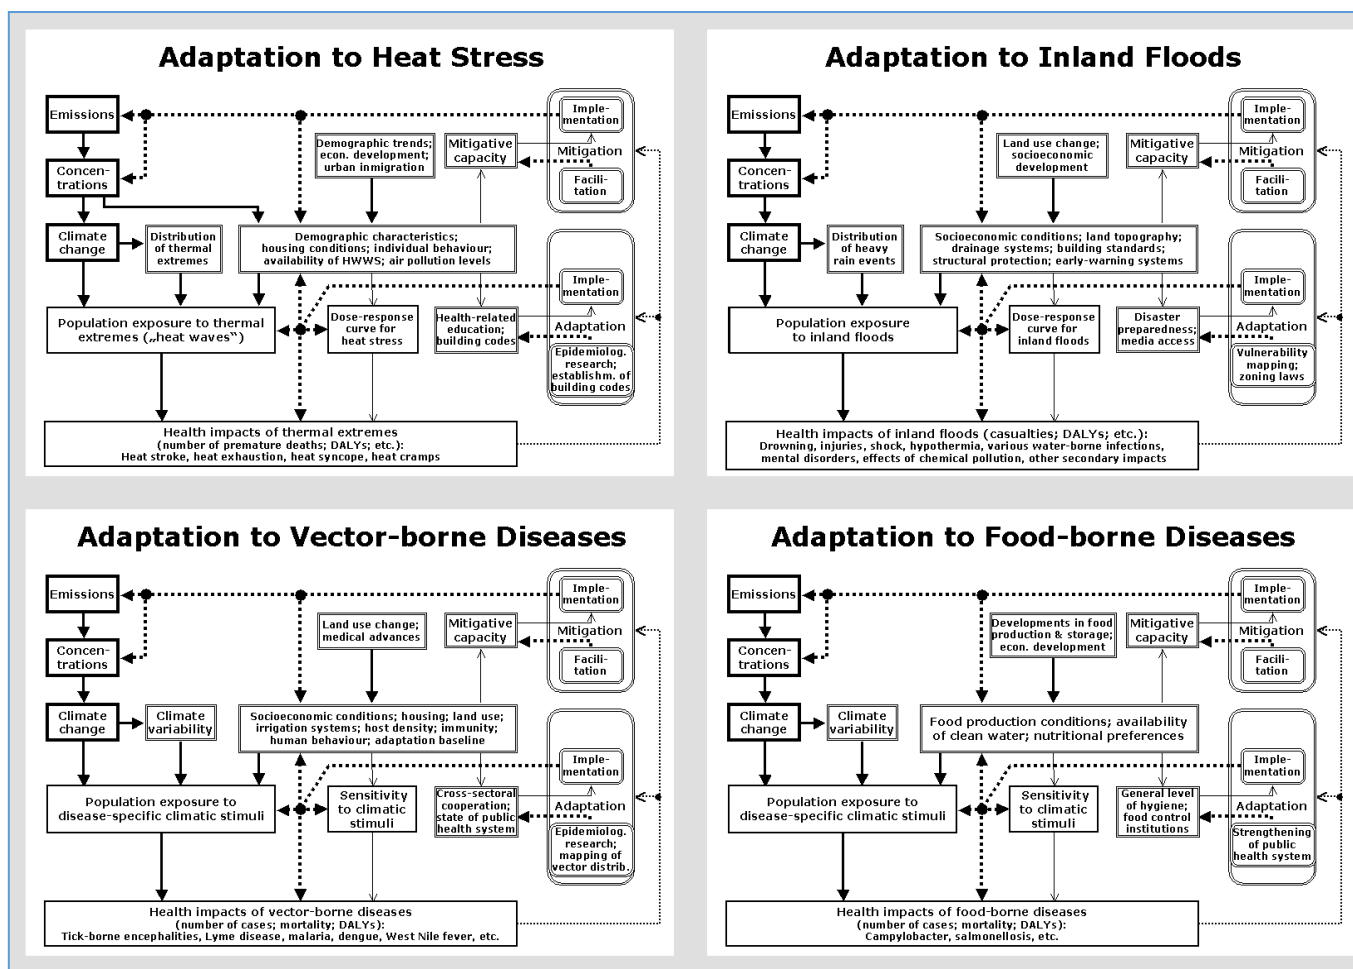 Adaptation to Heat Stress
Emissions
Concen-
trations
Climate
change
Distribution
of thermal
extremes
Demographic trends;
econ. development;
urban inmigration
Mitigative
capacity
Imple-
mentation
Mitigation
Facili-
tation
Demographic characteristics;
housing conditions; individual behaviour;
availability of HWWS; air pollution levels
Population exposure to thermal
extremes („heat waves“)
Dose-response
curve for
heat stress
Health-related
education;
building codes
Imple-
mentation
Adaptation
Epidemiolog.
research;
establishm. of
building codes
Health impacts of thermal extremes
(number of premature deaths; DALYs; etc.):
Heat stroke, heat exhaustion, heat syncope, heat cramps
Adaptation to Inland Floods
Emissions
Concen-
trations
Climate
change
Distribution
of heavy
rain events
Land use change;
socioeconomic
development
Mitigative
capacity
Imple-
mentation
Mitigation
Facili-
tation
Socioeconomic conditions; land topography;
drainage systems; building standards;
structural protection; early-warning systems
Population exposure
to inland floods
Dose-response
curve for
inland floods
Disaster
preparedness;
media access
Imple-
mentation
Adaptation
Vulnerability
mapping;
zoning laws
Health impacts of inland floods (casualties; DALYs; etc.):
Drowning, injuries, shock, hypothermia, various water-borne infections,
mental disorders, effects of chemical pollution, other secondary impacts
Adaptation to Vector-borne Diseases
Emissions
Concen-
trations
Climate
change
Climate
variability
Land use change;
medical advances
Mitigative
capacity
Imple-
mentation
Mitigation
Facili-
tation
Socioeconomic conditions; housing; land use;
irrigation systems; host density; immunity;
human behaviour; adaptation baseline
Population exposure to
disease-specific climatic stimuli
Sensitivity
to climatic
stimuli
Cross-sectoral
cooperation;
state of public
health system
Imple-
mentation
Adaptation
Epidemiolog.
research;
mapping of
vector distrib.
Health impacts of vector-borne diseases
(number of cases; mortality; DALYs):
Tick-borne encephalities, Lyme disease, malaria, dengue, West Nile fever, etc.
Adaptation to Food-borne Diseases
Emissions
Concen-
trations
Climate
change
Climate
variability
Developments in food
production & storage;
econ. development
Mitigative
capacity
Imple-
mentation
Mitigation
Facili-
tation
Food production conditions; availability
of clean water; nutritional preferences
Population exposure to
disease-specific climatic stimuli
Sensitivity
to climatic
stimuli
General level
of hygiene;
food control
institutions
Imple-
mentation
Adaptation
Strengthening
of public
health system
Health impacts of food-borne diseases
(number of cases; mortality; DALYs):
Campylobacter, salmonellosis, etc.